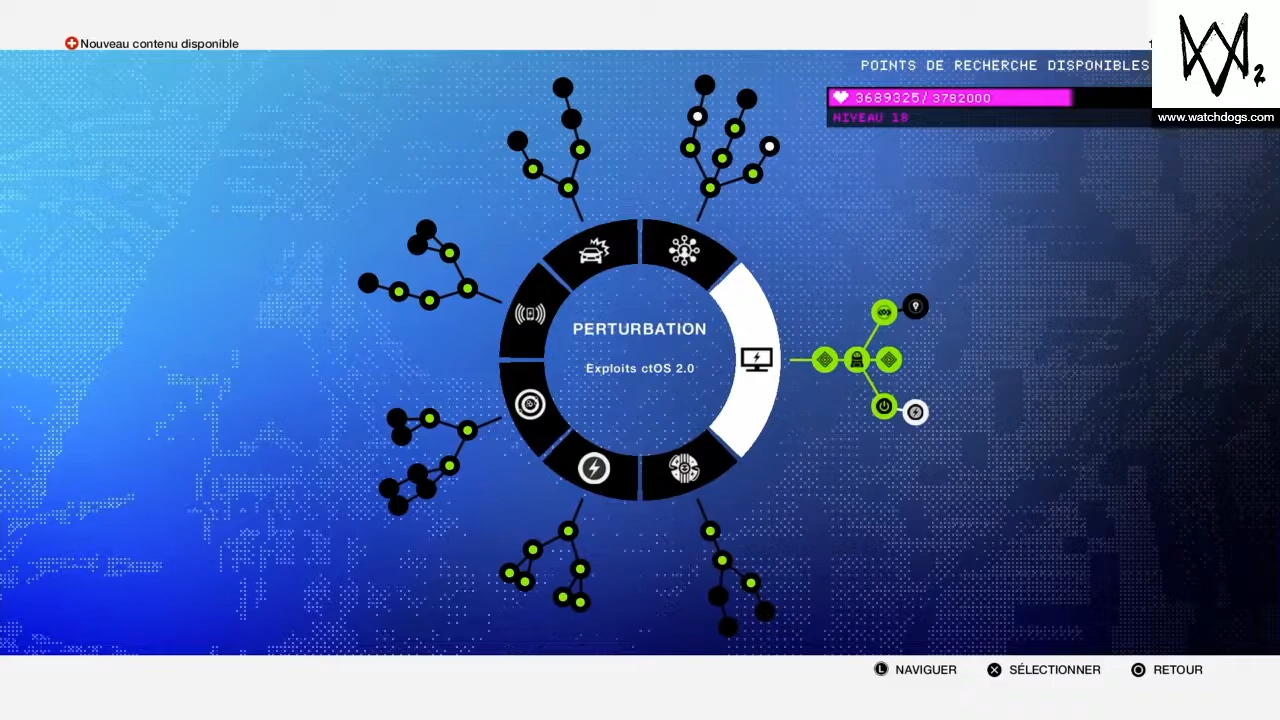 Nouveau contenu disponible
POINTS DE RECHERCHE DISPONIBLES
2
3689325/3782000
NIVEAU 18
www.watchdogs.com
PERTURBATION
Exploits ctOS 2.0
L NAVIGUER
SÉLECTIONNER
RETOUR